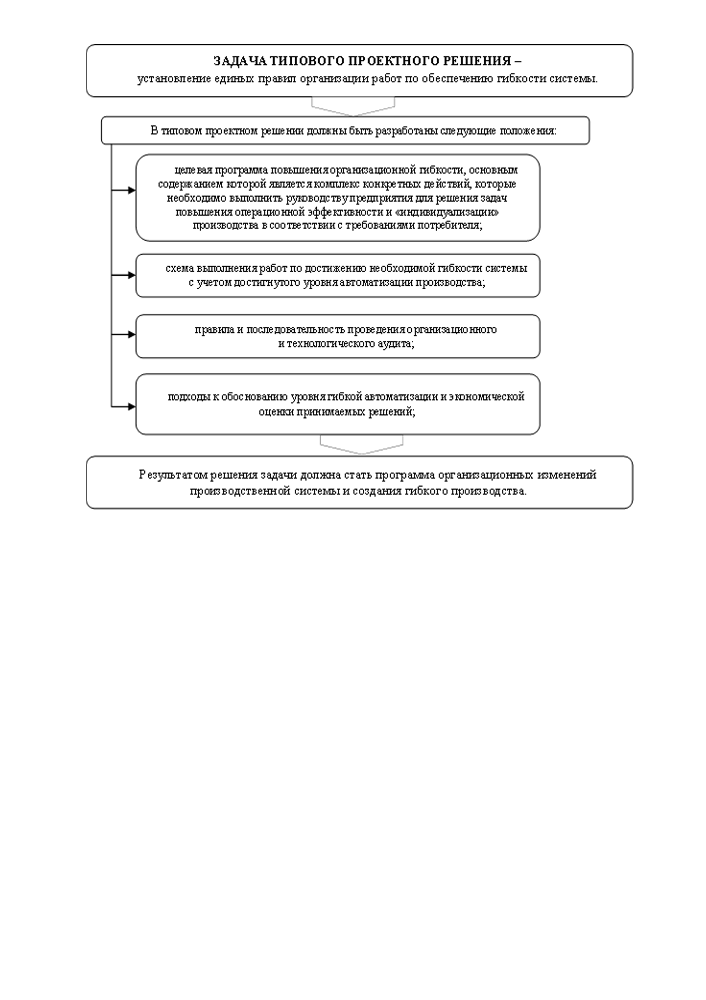 ЗАДАЧА ТИПОВОГО ПРОЕКТНОГО РЕШЕНИЯ –
установление единых правил организации работ по обеспечению гибкости системы.
В типовом проектном решении должны быть разработаны следующие положения:
целевая программа повышения организационной гибкости, основным
содержанием которой является комплекс конкретных действий, которые
необходимо выполнить руководству предприятия для решения задач
повышения операционной эффективности и «индивидуализации»
производства в соответствии с требованиями потребителя;
схема выполнения работ по достижению необходимой гибкости системы
с учетом достигнутого уровня автоматизации производства;
правила и последовательность проведения организационного
и технологического аудита;
подходы к обоснованию уровня гибкой автоматизации и экономической
оценки принимаемых решений;
Результатом решения задачи должна стать программа организационных изменений
производственной системы и создания гибкого производства.